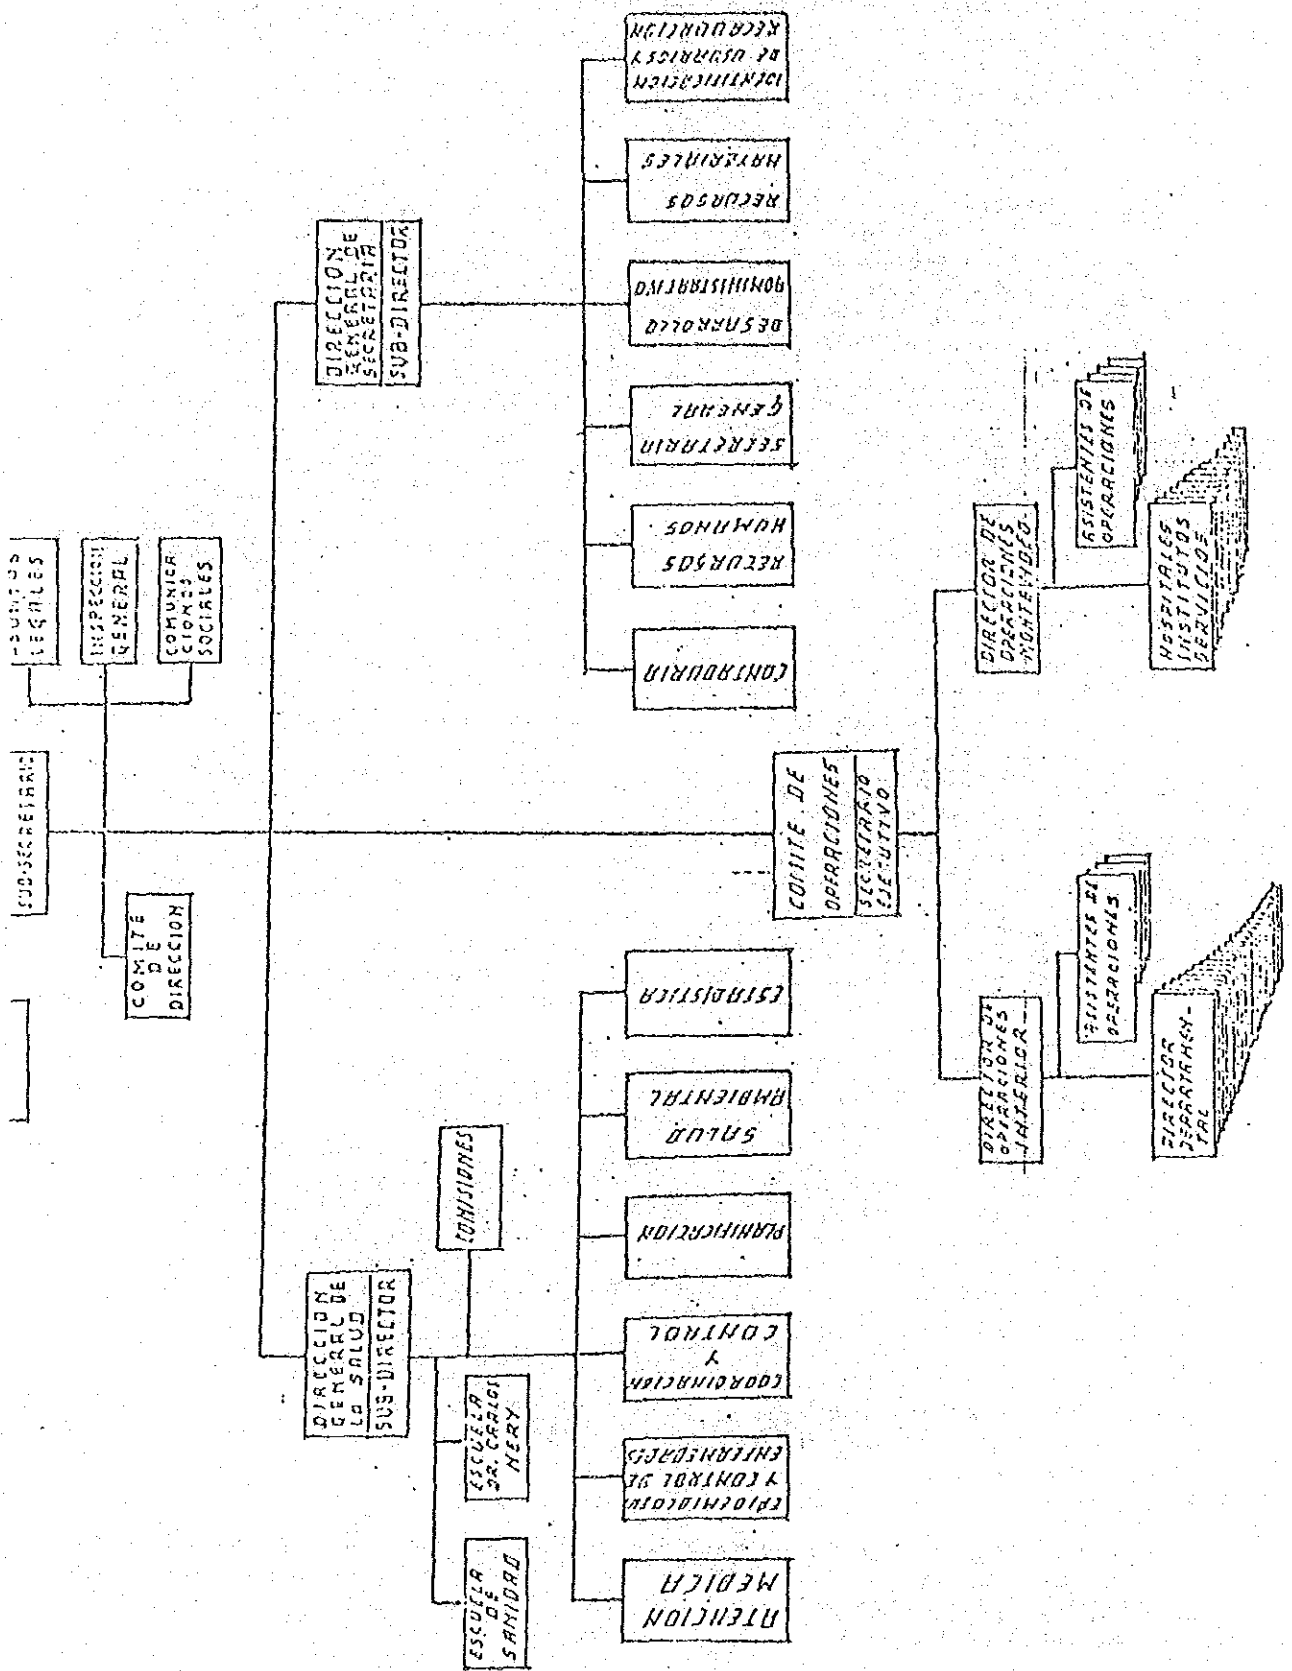 SUB-SECRETARIO
LEGALES
INSPECCION
GENERAL
COMUNICA
CIONES
SOCIALES
COMITÉ
DE
DIRECCION
DIRECCION
GENERAL DE
LA SALUD
SUB-DIRECTOR
DIRECCION
GENERAL DE
SECRETARIA
SUB-DIRECTOR
ESCUELA
DE
SANIDAD
ESCUELA
DR. CARLOS
NERY
COMISIONES
ATENCION
MEDICA
EPIDEMIOLOGIA
Y CONTROL DE
ENFERMEDADES
COORDINACION
Y
CONTROL
PLANIFICACION
SALUD
AMBIENTAL
ESTADISTICA
CONTADURIA
RECURSOS
HUMANOS
SECRETARIA
GENERAL
DESARROLLO
ADMINISTRATIVO
RECURSOS
MATERIALES
IDENTIFICACION
DE USUARIOS Y
RECAUDACION
COMITE DE
OPERACIONES
SECRETARIO
EJECUTIVO
DIRECTOR DE
OPERACIONES
INTERIOR
ASISTANTES DE
OPERACIONES
DIRECTOR
DEPARTAMEN-
TAL
DIRECTOR DE
OPERACIONES
MONTEVIDEO
ASISTENTES DE
OPERACIONES
HOSPITALES
INSTITUTOS
SERVICIOS